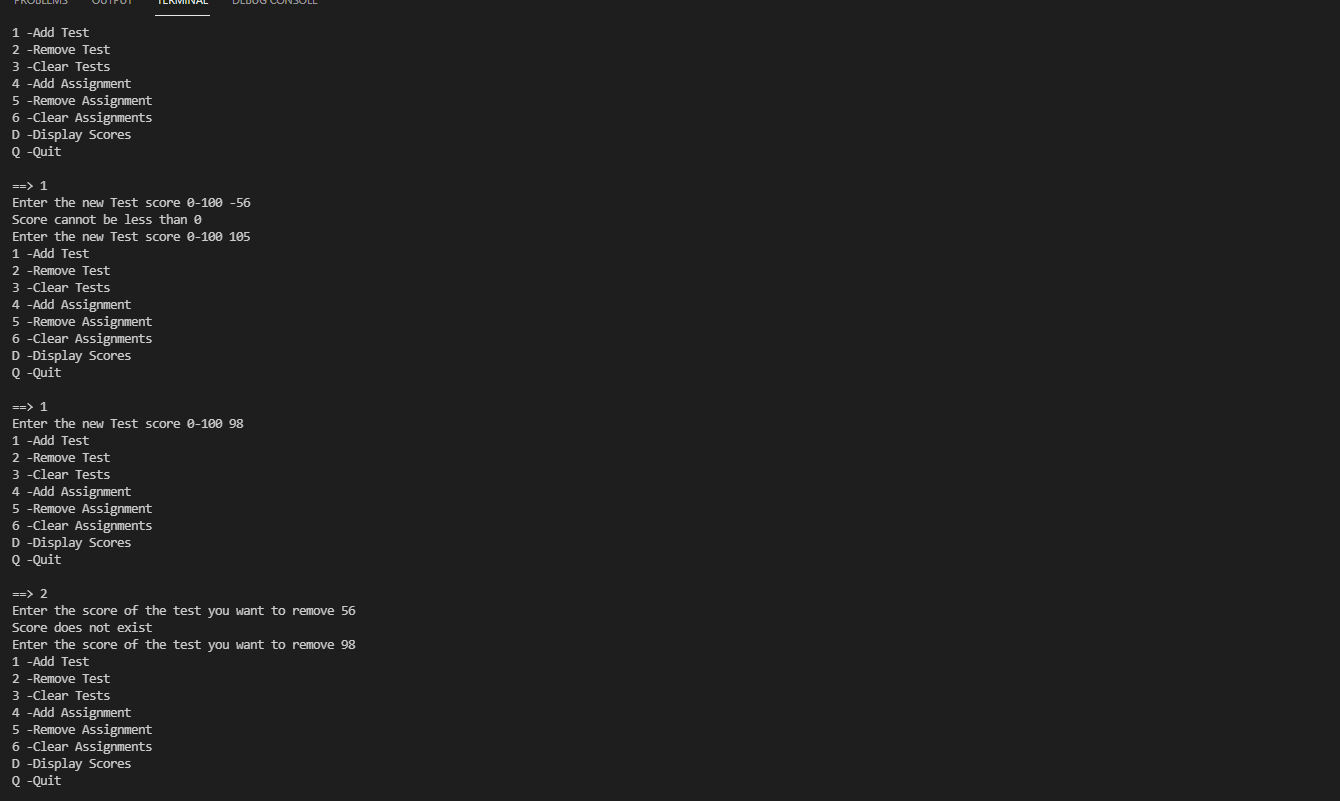 PROBLEMS OUTPUT TERMINAL DEBUG CONSOLE
1 -Add Test
2 -Remove Test
3 -Clear Tests
4 -Add Assignment
5 -Remove Assignment
6 -Clear Assignments
D -Display Scores
Q -Quit
==> 1
Enter the new Test score 0-100 -56
Score cannot be less than 0
Enter the new Test score 0-100 105
1 -Add Test
2 -Remove Test
3 -Clear Tests
4 -Add Assignment
5 -Remove Assignment
6 -Clear Assignments
D -Display Scores
Q -Quit
==> 1
Enter the new Test score 0-100 98
1 -Add Test
2 -Remove Test
3 -Clear Tests
4 -Add Assignment
5 -Remove Assignment
6 -Clear Assignments
D -Display Scores
Q -Quit
==> 2
Enter the score of the test you want to remove 56
Score does not exist
Enter the score of the test you want to remove 98
1 -Add Test
2 -Remove Test
3 -Clear Tests
4 -Add Assignment
5 -Remove Assignment
6 -Clear Assignments
D -Display Scores
Q -Quit